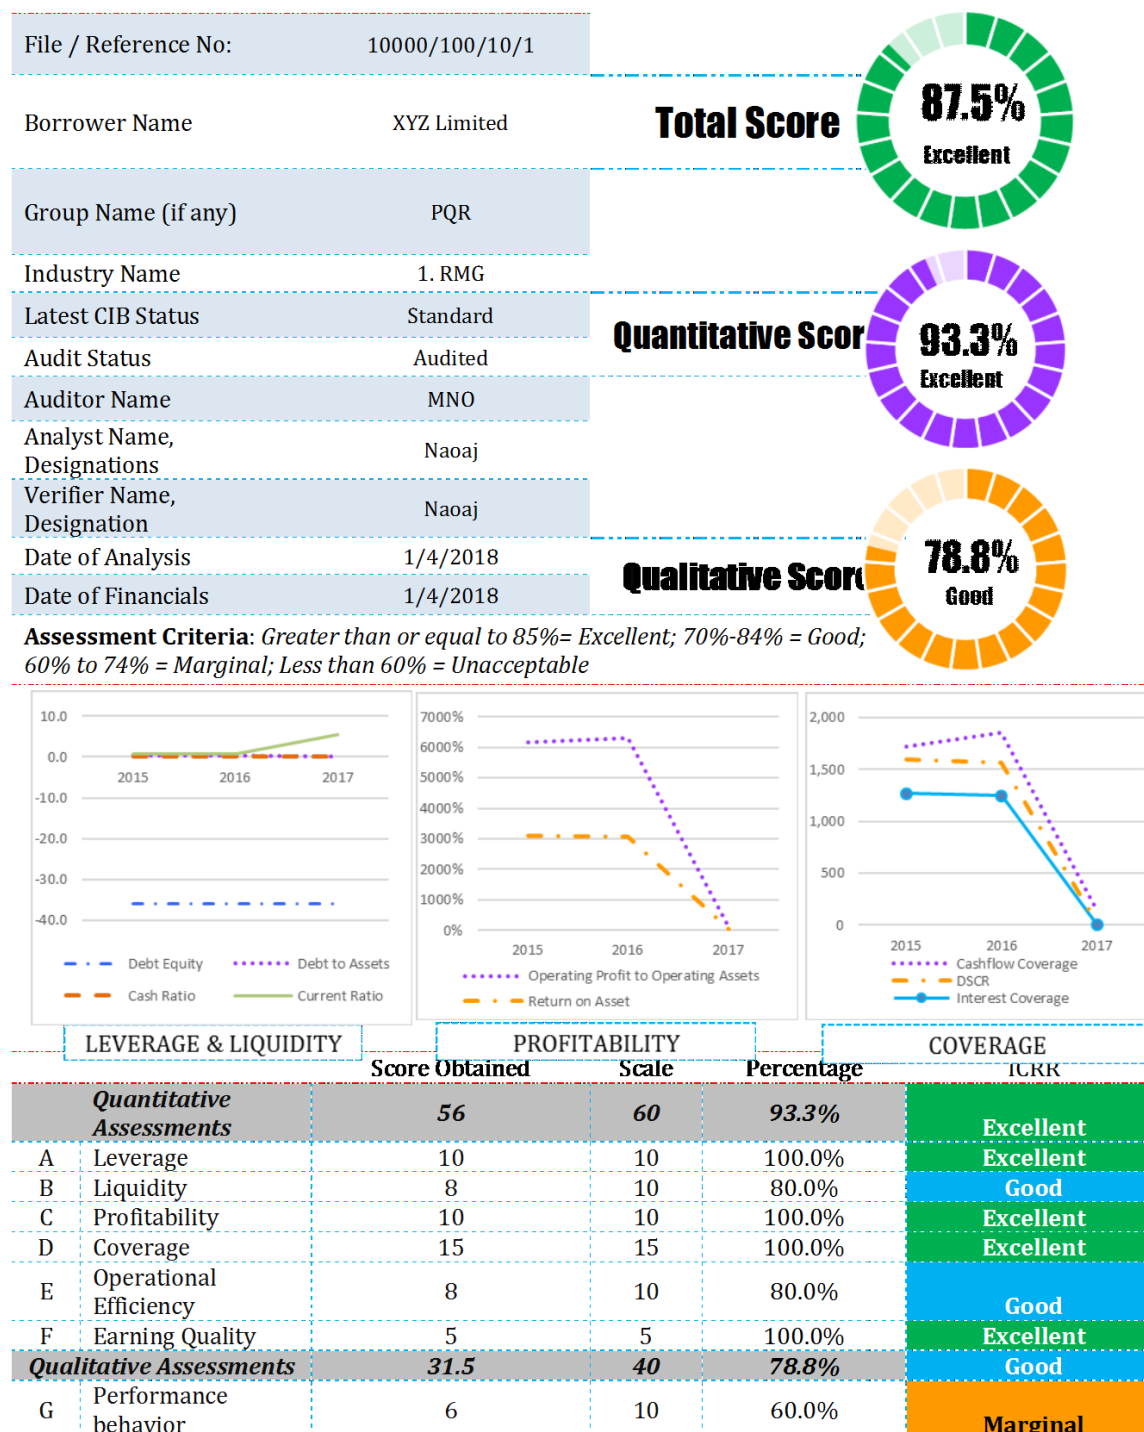 File / Reference No: 10000/100/10/1
Borrower Name XYZ Limited
Group Name (if any) PQR
Industry Name 1. RMG
Latest CIB Status Standard
Audit Status Audited
Auditor Name MNO
Analyst Name,
Designations Naoaj
Verifier Name,
Designation Naoaj
Date of Analysis 1/4/2018
Date of Financials 1/4/2018
Total Score
87.5%
Excellent
Quantitative Scor
93.3%
Excellent
Qualitative Score
78.8%
Good
Assessment Criteria: Greater than or equal to 85%= Excellent; 70%-84% = Good;
60% to 74% = Marginal; Less than 60% = Unacceptable
10.0
0.0
-10.0
-20.0
-30.0
-40.0
2015 2016 2017
Debt Equity Debt to Assets
Cash Ratio Current Ratio
LEVERAGE & LIQUIDITY
7000%
6000%
5000%
4000%
3000%
2000%
1000%
0%
2015 2016 2017
Operating Profit to Operating Assets
Return on Asset
PROFITABILITY
2,000
1,500
1,000
500
0
2015 2016 2017
Cashflow Coverage
DSCR
Interest Coverage
COVERAGE
Score Obtained Scale Percentage ICRR
Quantitative
Assessments 56 60 93.3% Excellent
A Leverage 10 10 100.0% Excellent
B Liquidity 8 10 80.0% Good
C Profitability 10 10 100.0% Excellent
D Coverage 15 15 100.0% Excellent
E Operational
Efficiency 8 10 80.0% Good
F Earning Quality 5 5 100.0% Excellent
Qualitative Assessments 31.5 40 78.8% Good
G Performance
behavior 6 10 60.0% Marginal